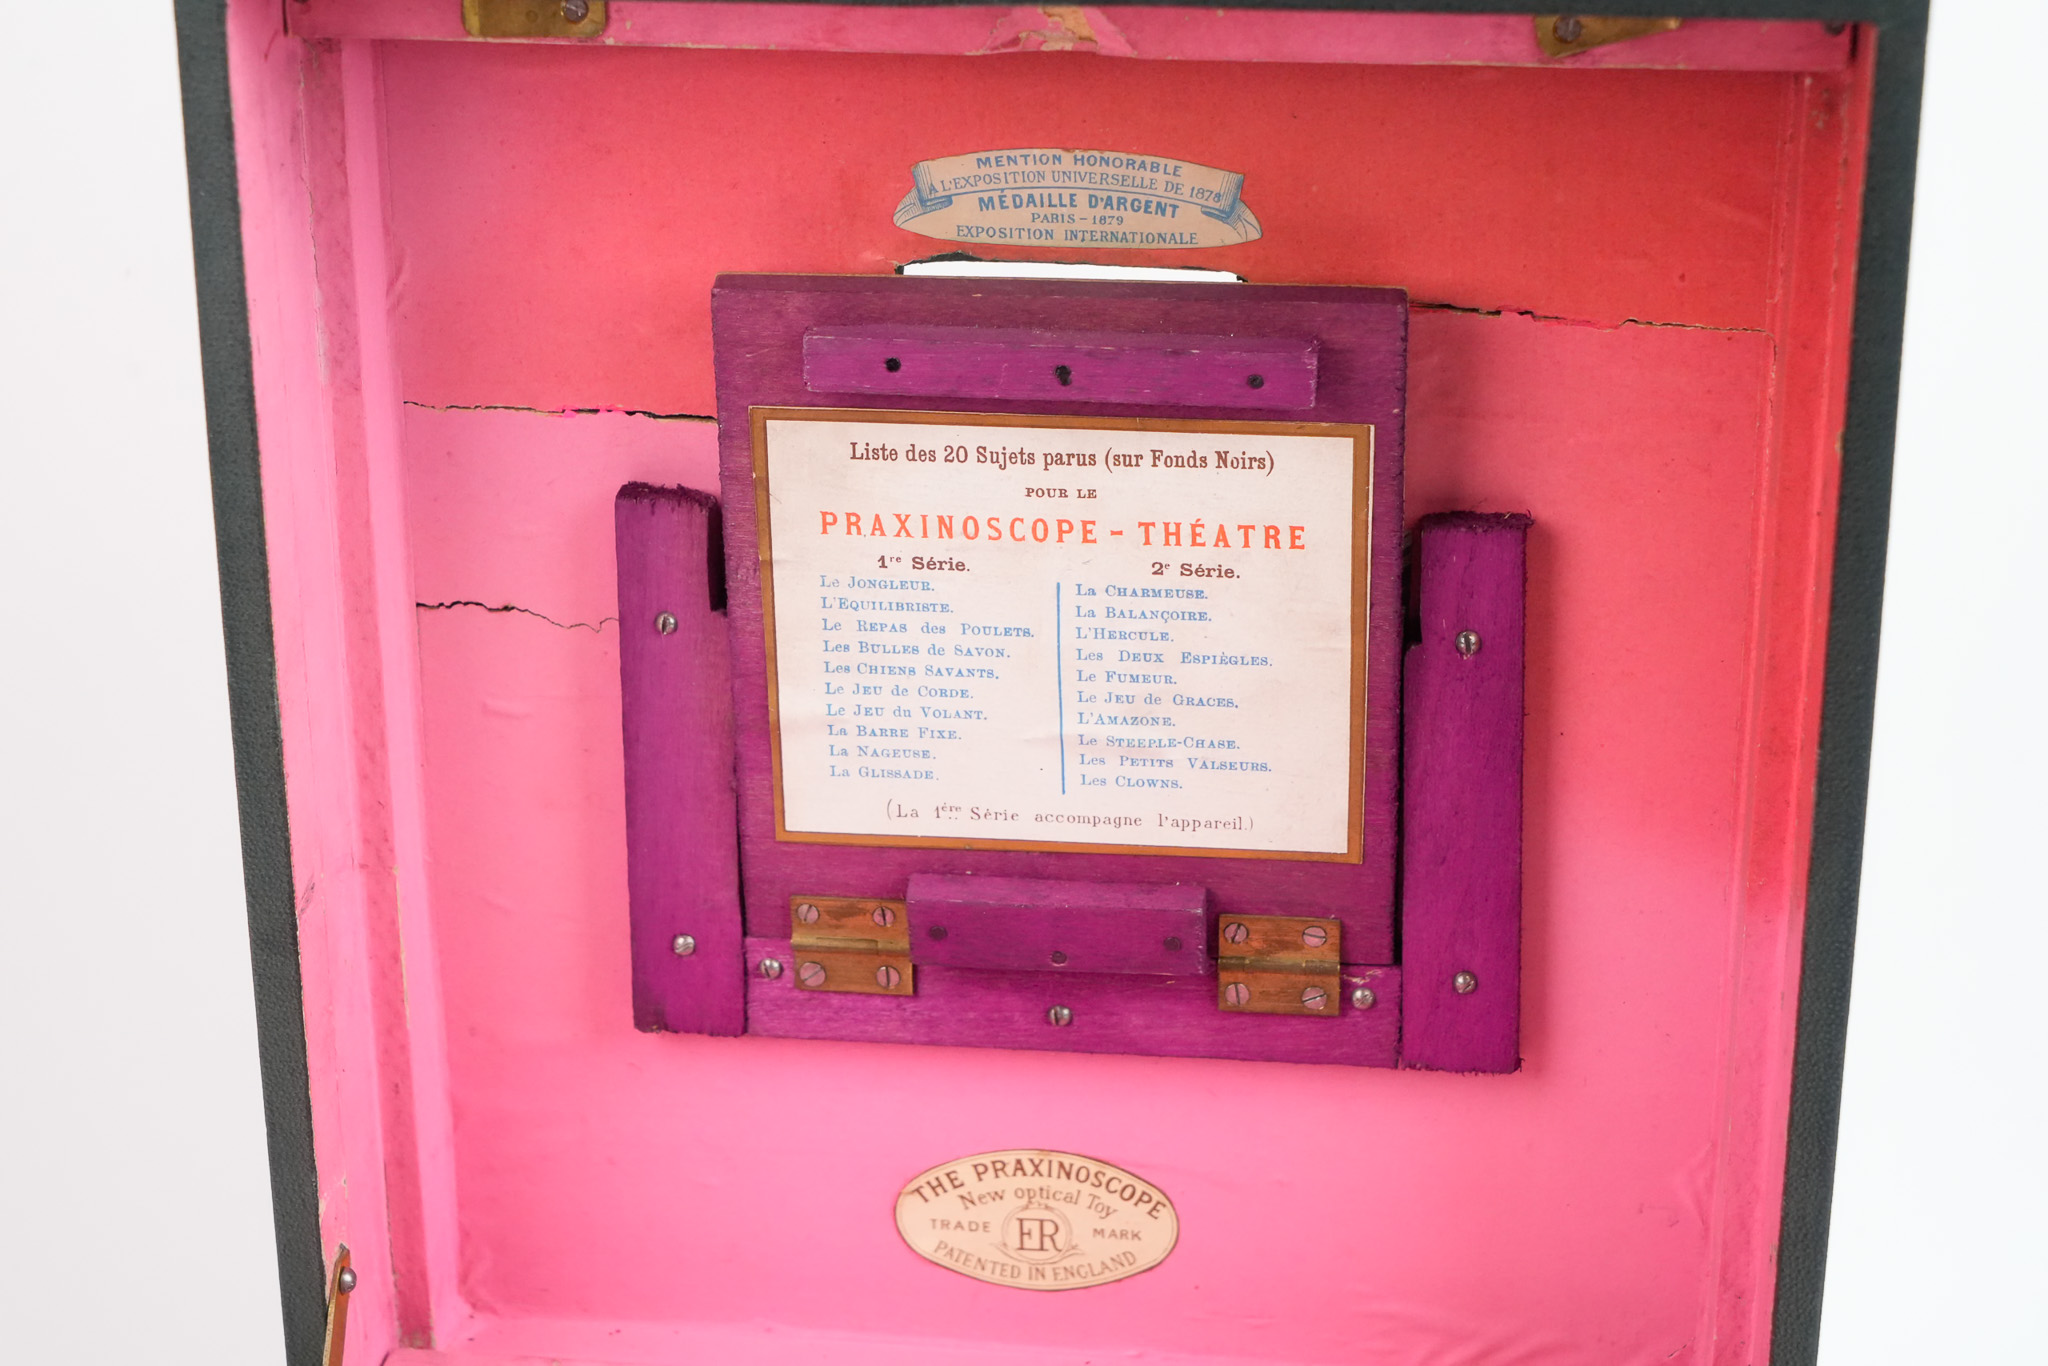 MENTION HONORABLE
À L'EXPOSITION UNIVERSELLE DE 1878
MÉDAILLE D'ARGENT
PARIS – 1879
EXPOSITION INTERNATIONALE
Liste des 20 Sujets parus (sur Fonds Noirs)
POUR LE
PRAXINOSCOPE - THÉATRE
1re Série.
Le JONGLEUR.
L'EQUILIBRISTE.
Le REPAS des POULETS.
Les BULLES de SAVON.
Les CHIENS SAVANTS.
Le JEU de CORDE.
Le JEU du VOLANT.
La BARRE FIXE.
La NAGEUSE.
La GLISSADE.
2e Série.
La CHARMEUSE.
La BALANÇOIRE.
L'HERCULE.
Les DEUX ESPIÈGLES.
Le FUMEUR.
Le JEU de GRACES.
L'AMAZONE.
Le STEEPLE-CHASE.
Les PETITS VALSEURS.
Les CLOWNS.
(La 1ère Série accompagne l'appareil.)
THE PRAXINOSCOPE
New optical Toy
TRADE ER MARK
PATENTED IN ENGLAND